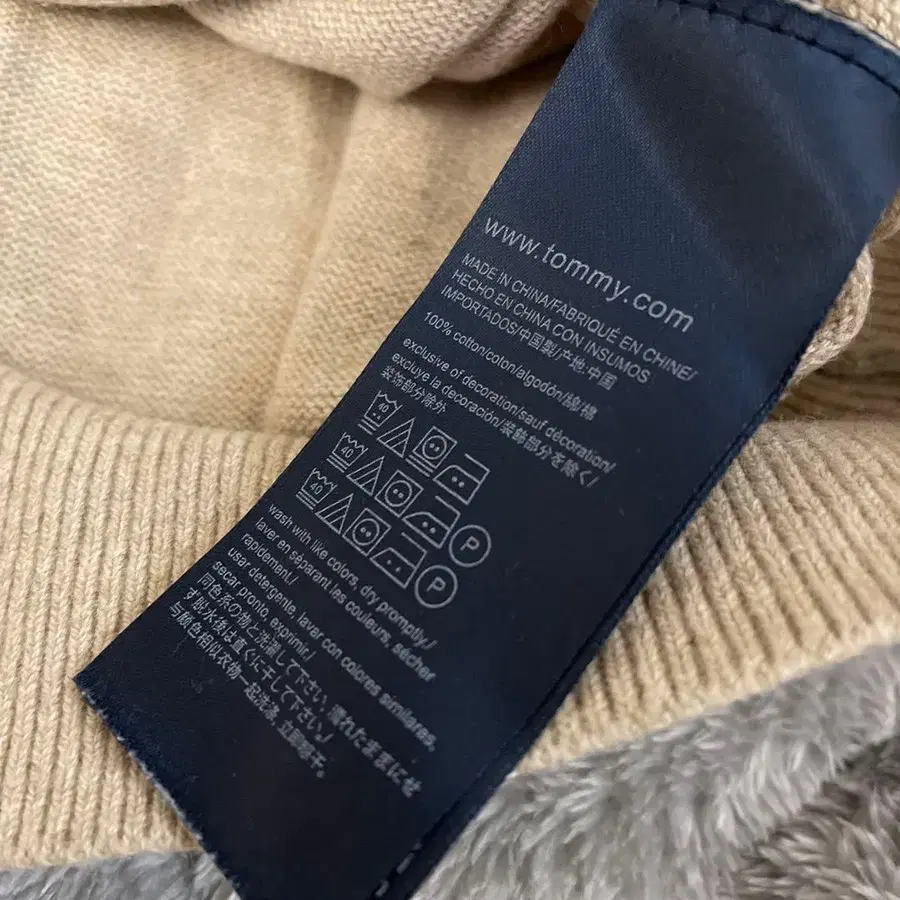 www.tommy.com
MADE IN CHINA/FABRIQUÉ EN CHINE/
HECHO EN CHINA CON INSUMOS
IMPORTADOS/中国製/产地:中国
100% cotton/coton/algodón/綿/棉
exclusive of decoration/sauf décoration/
excluye la decoración/装飾部分を除く/
装饰部分除外
40
40 P
40 P
wash with like colors, dry promptly/
laver en séparant les couleurs, sécher
rapidement./
usar detergente, lavar con colores similares,
secar pronto, exprimir./
同色系の物と洗濯して下さい, 濡れたままにせ
ず脱水後は直ぐに干して下さい./
与颜色相似衣物一起洗涤, 立即晾干.